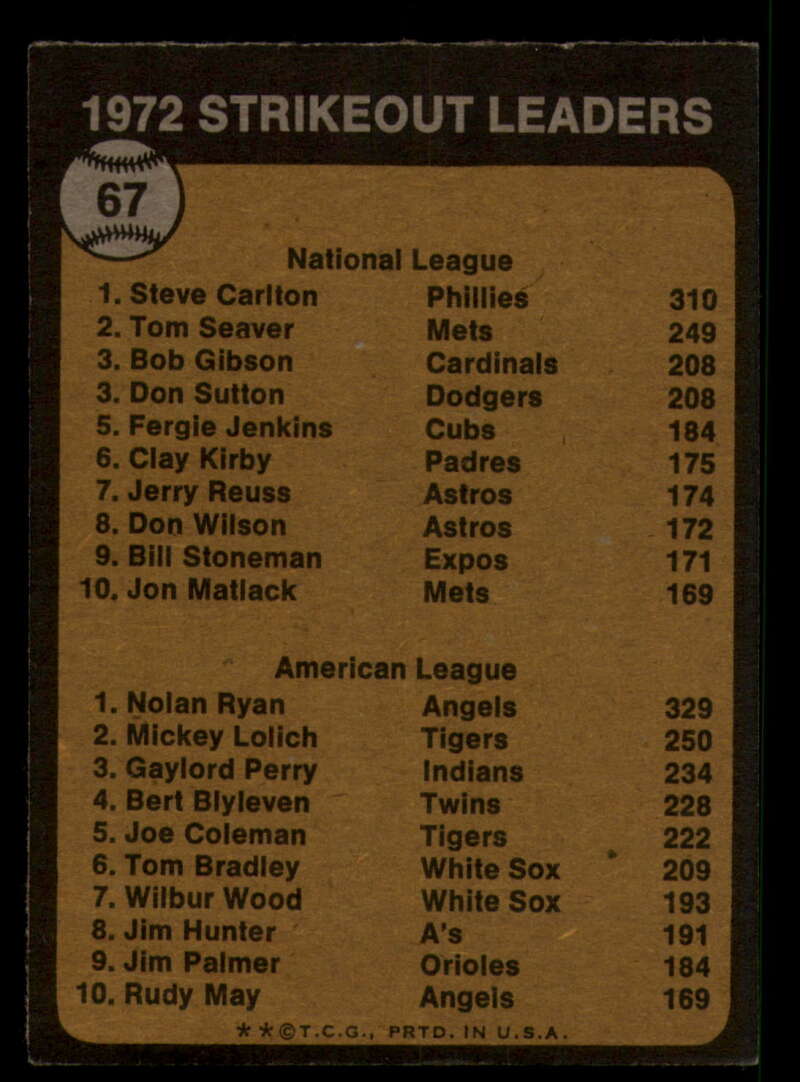 1972 STRIKEOUT LEADERS
67
National League
1. Steve Carlton Phillies 310
2. Tom Seaver Mets 249
3. Bob Gibson Cardinals 208
3. Don Sutton Dodgers 208
5. Fergie Jenkins Cubs 184
6. Clay Kirby Padres 175
7. Jerry Reuss Astros 174
8. Don Wilson Astros 172
9. Bill Stoneman Expos 171
10. Jon Matlack Mets 169
American League
1. Nolan Ryan Angels 329
2. Mickey Lolich Tigers 250
3. Gaylord Perry Indians 234
4. Bert Blyleven Twins 228
5. Joe Coleman Tigers 222
6. Tom Bradley White Sox 209
7. Wilbur Wood White Sox 193
8. Jim Hunter A's 191
9. Jim Palmer Orioles 184
10. Rudy May Angels 169
**©T.C.G., PRTD. IN U.S.A.